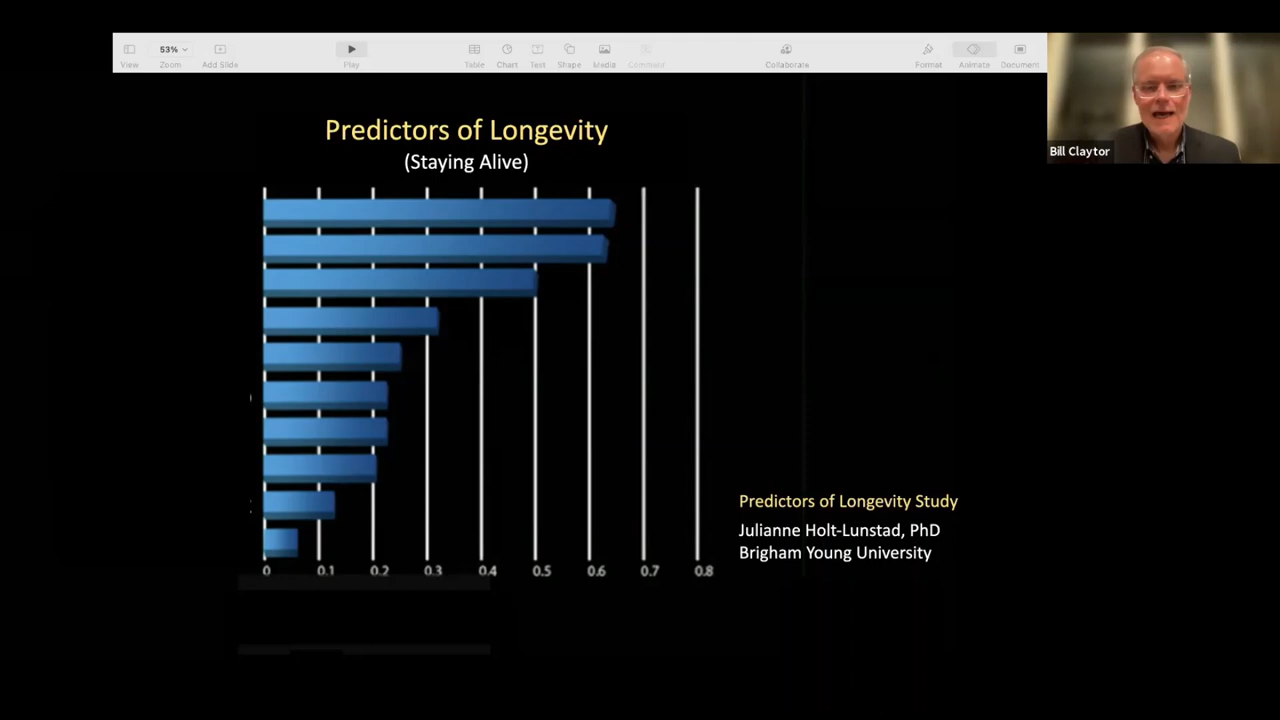 53%
View
Zoom
Add Slide
Play
Table
Chart
Text
Shape
Media
Comment
Collaborate
Format
Animate
Document
Bill Claytor
Predictors of Longevity
(Staying Alive)
0 0.1 0.2 0.3 0.4 0.5 0.6 0.7 0.8
Predictors of Longevity Study
Julianne Holt-Lunstad, PhD
Brigham Young University